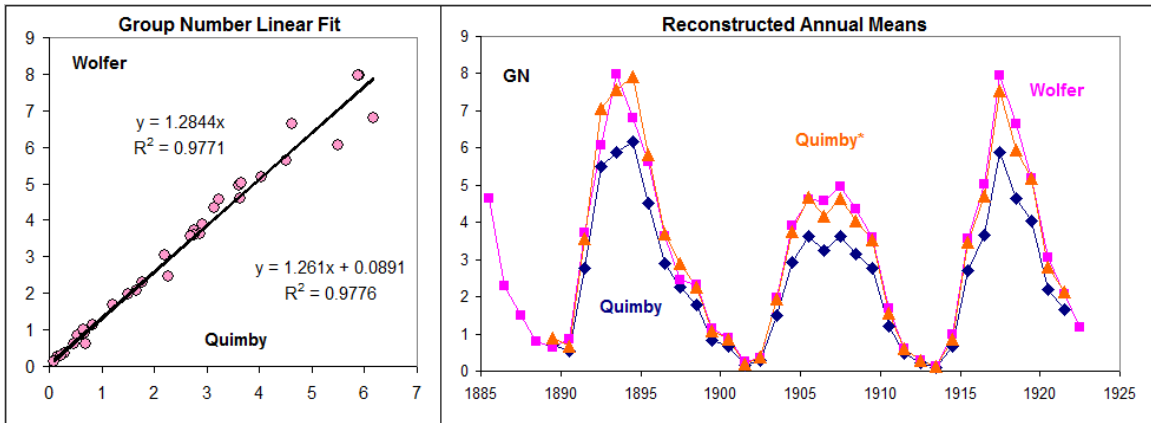 Group Number Linear Fit
9
8
7
6
5
4
3
2
1
0
Wolfer
y = 1.2844x
R² = 0.9771
y = 1.261x + 0.0891
R² = 0.9776
Quimby
0 1 2 3 4 5 6 7
Reconstructed Annual Means
9
8
7
6
5
4
3
2
1
0
GN
Wolfer
Quimby*
Quimby
1885 1890 1895 1900 1905 1910 1915 1920 1925